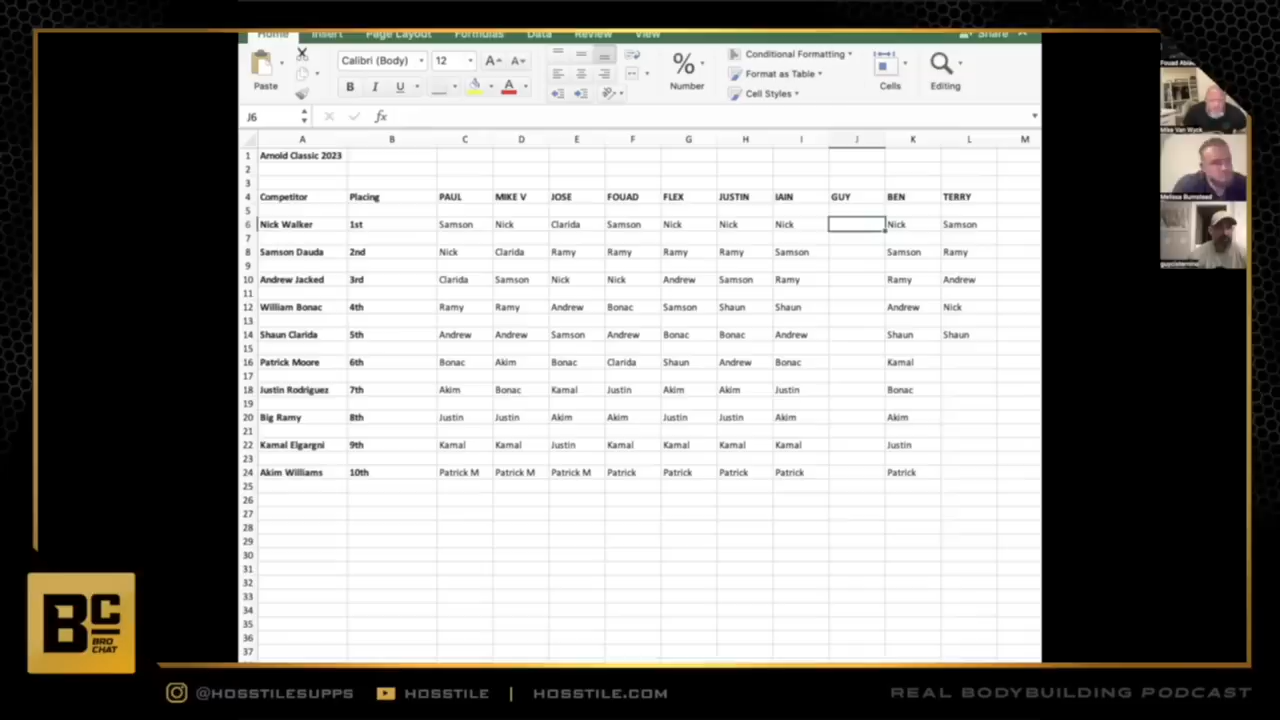 Home Insert Page Layout Formulas Data Review View Share
Calibri (Body) 12 A A % Conditional Formatting
Format as Table
Cell Styles
Paste B I U A Number Cells Editing
J6 fx
A B C D E F G H I J K L M
1 Arnold Classic 2023
2
3
4 Competitor Placing PAUL MIKE V JOSE FOUAD FLEX JUSTIN IAIN GUY BEN TERRY
5
6 Nick Walker 1st Samson Nick Clarida Samson Nick Nick Nick Nick Samson
7
8 Samson Dauda 2nd Nick Clarida Ramy Ramy Ramy Ramy Samson Samson Ramy
9
10 Andrew Jacked 3rd Clarida Samson Nick Nick Andrew Samson Ramy Ramy Andrew
11
12 William Bonac 4th Ramy Ramy Andrew Bonac Samson Shaun Shaun Andrew Nick
13
14 Shaun Clarida 5th Andrew Andrew Samson Andrew Bonac Bonac Andrew Shaun Shaun
15
16 Patrick Moore 6th Bonac Akim Bonac Clarida Shaun Andrew Bonac Kamal
17
18 Justin Rodriguez 7th Akim Bonac Kamal Justin Akim Akim Justin Bonac
19
20 Big Ramy 8th Justin Justin Akim Akim Justin Justin Akim Akim
21
22 Kamal Elgargni 9th Kamal Kamal Justin Kamal Kamal Kamal Kamal Justin
23
24 Akim Williams 10th Patrick M Patrick M Patrick M Patrick Patrick Patrick Patrick Patrick
25
26
27
28
29
30
31
32
33
34
35
36
37
Mike Van Wyck
Melissa Bumstead
BC
BRO
CHAT
@HOSSTILESUPPS HOSSTILE | HOSSTILE.COM
REAL BODYBUILDING PODCAST